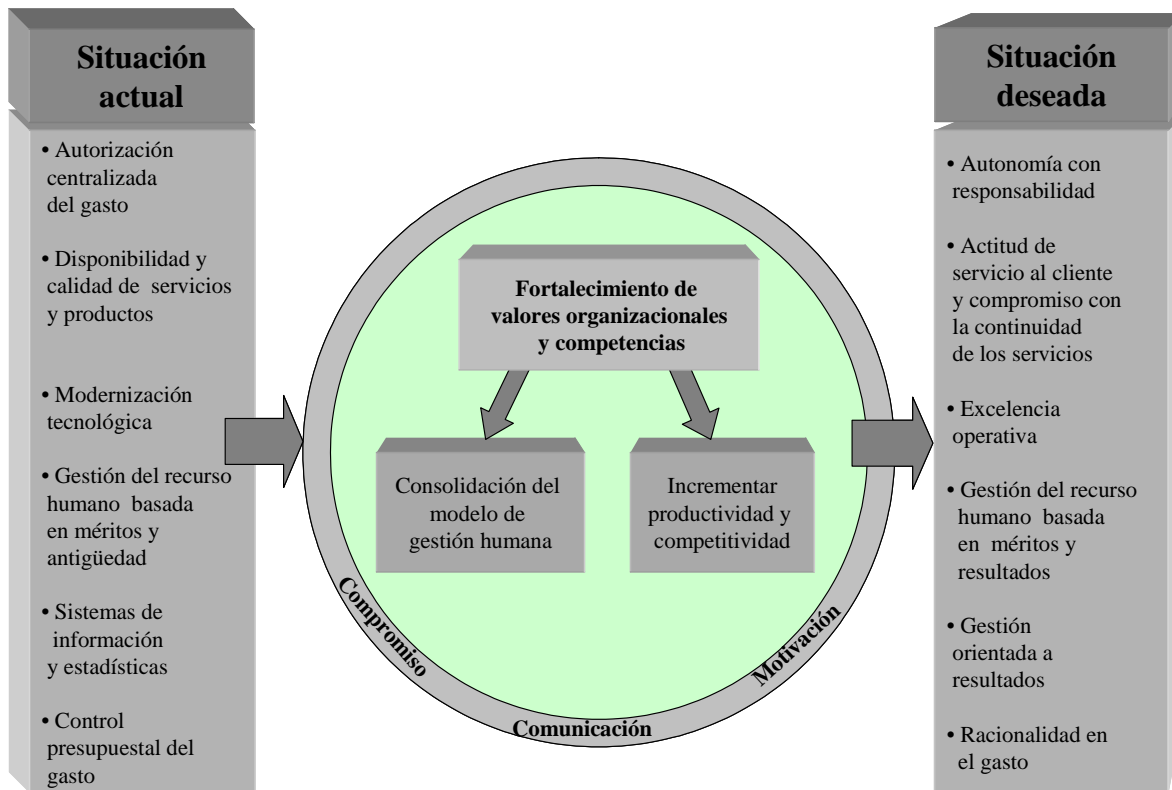 Situación
actual
• Autorización
centralizada
del gasto
• Disponibilidad y
calidad de servicios
y productos
• Modernización
tecnológica
• Gestión del recurso
humano basada
en méritos y
antigüedad
• Sistemas de
información
y estadísticas
• Control
presupuestal del
gasto
Fortalecimiento de
valores organizacionales
y competencias
Consolidación del
modelo de
gestión humana
Incrementar
productividad y
competitividad
Compromiso
Comunicación
Motivación
Situación
deseada
• Autonomía con
responsabilidad
• Actitud de
servicio al cliente
y compromiso con
la continuidad
de los servicios
• Excelencia
operativa
• Gestión del recurso
humano basada
en méritos y
resultados
• Gestión
orientada a
resultados
• Racionalidad en
el gasto